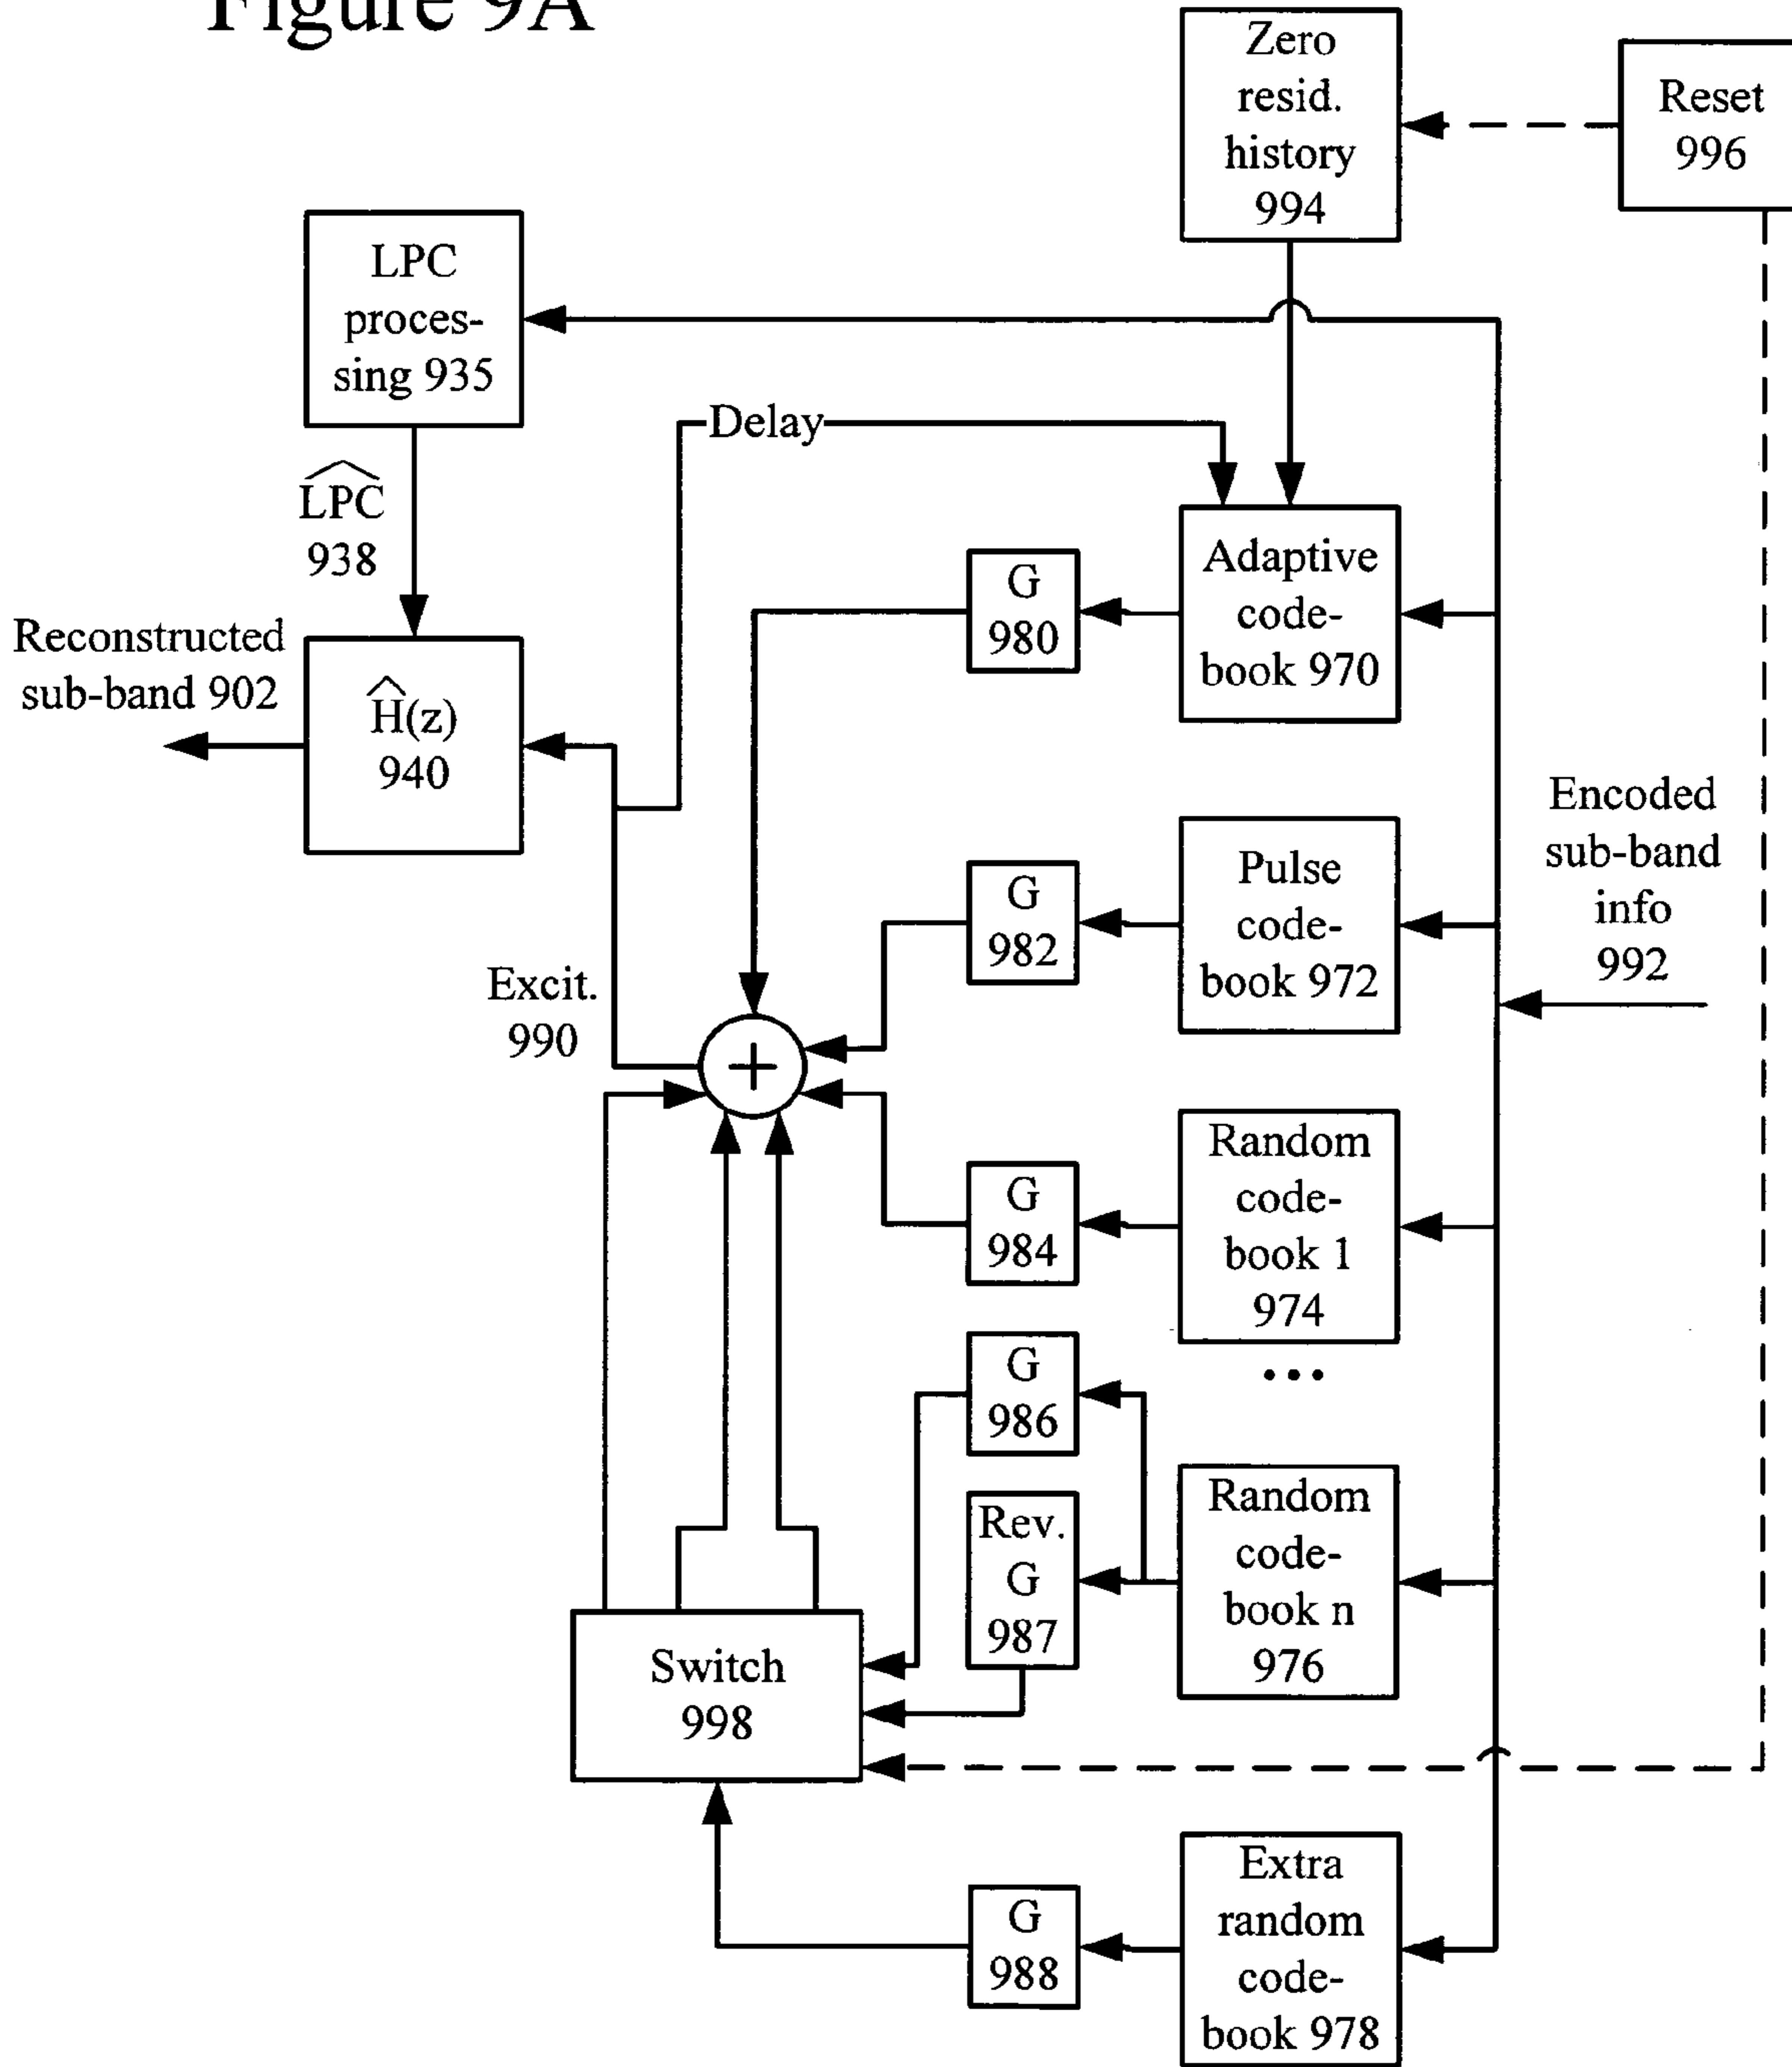 Figure 9A
Zero
resid.
history
994
Reset
996
LPC
proces-
sing 935
Delay
LPC
938
Adaptive
code-
book 970
G
980
Reconstructed
sub-band 902
Ĥ(z)
940
Encoded
sub-band
info
992
Pulse
code-
book 972
G
982
Excit.
990
+
Random
code-
book 1
974
G
984
...
G
986
Rev.
G
987
Random
code-
book n
976
Switch
998
G
988
Extra
random
code-
book 978